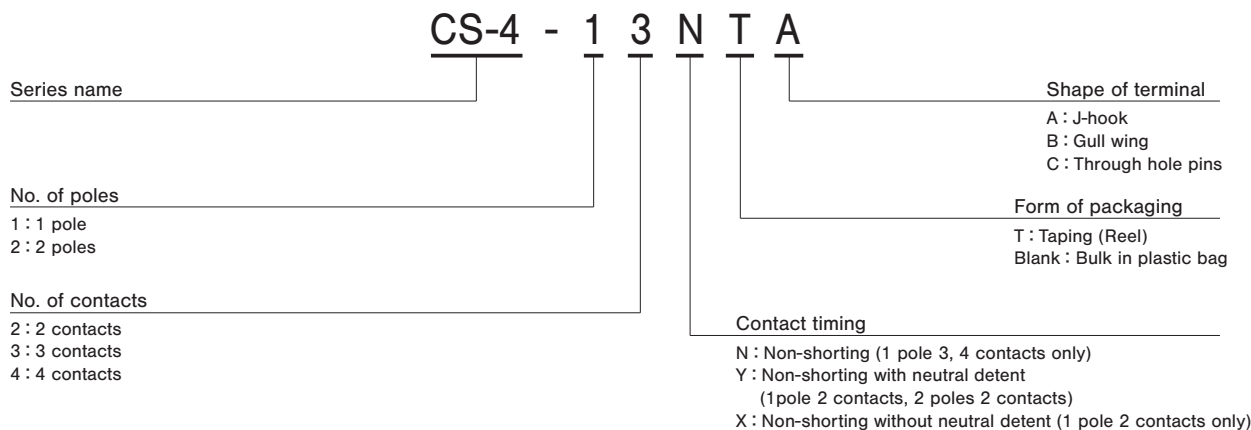 CS-4 - 1 3 N T A
Series name
Shape of terminal
A : J-hook
B : Gull wing
C : Through hole pins
No. of poles
1 : 1 pole
2 : 2 poles
Form of packaging
T : Taping (Reel)
Blank : Bulk in plastic bag
No. of contacts
2 : 2 contacts
3 : 3 contacts
4 : 4 contacts
Contact timing
N : Non-shorting (1 pole 3, 4 contacts only)
Y : Non-shorting with neutral detent
(1pole 2 contacts, 2 poles 2 contacts)
X : Non-shorting without neutral detent (1 pole 2 contacts only)